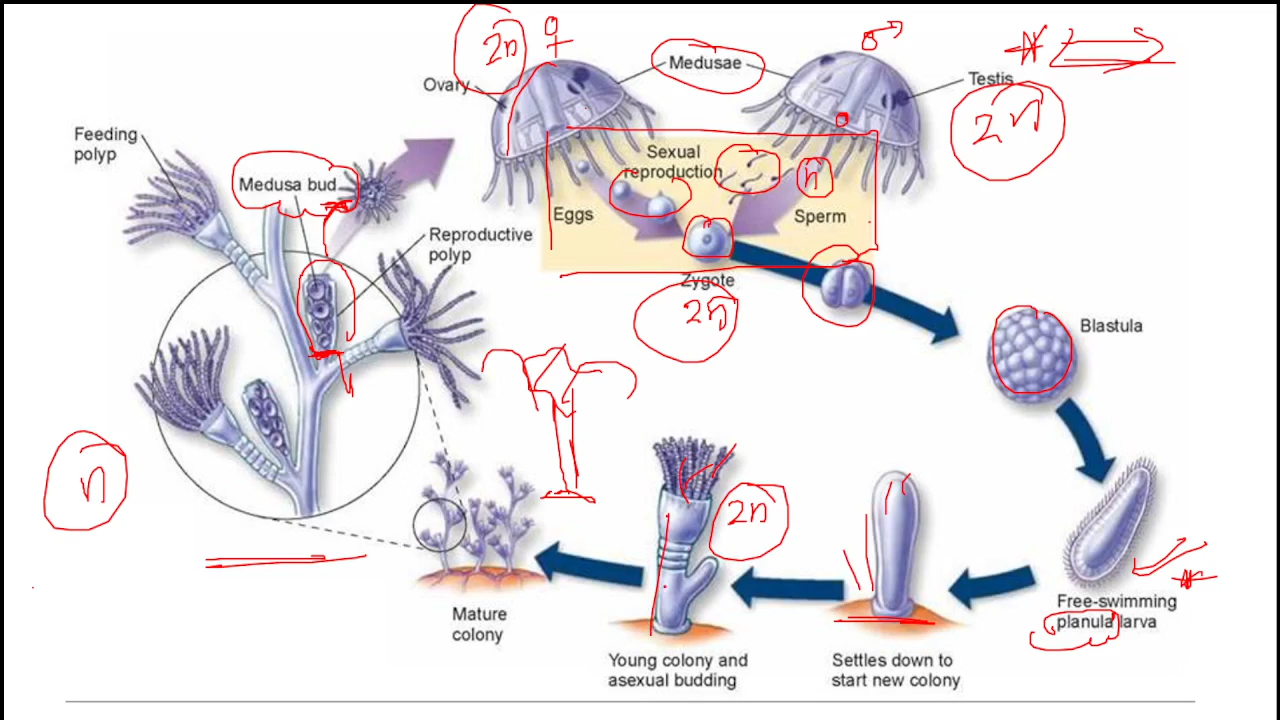 2n
♀
♂
Medusae
Ovary
Testis
2n
Feeding
polyp
Medusa bud
Sexual
reproduction
n
Eggs
Sperm
Reproductive
polyp
Zygote
2n
Blastula
n
2n
Free-swimming
planula larva
Mature
colony
Young colony and
asexual budding
Settles down to
start new colony